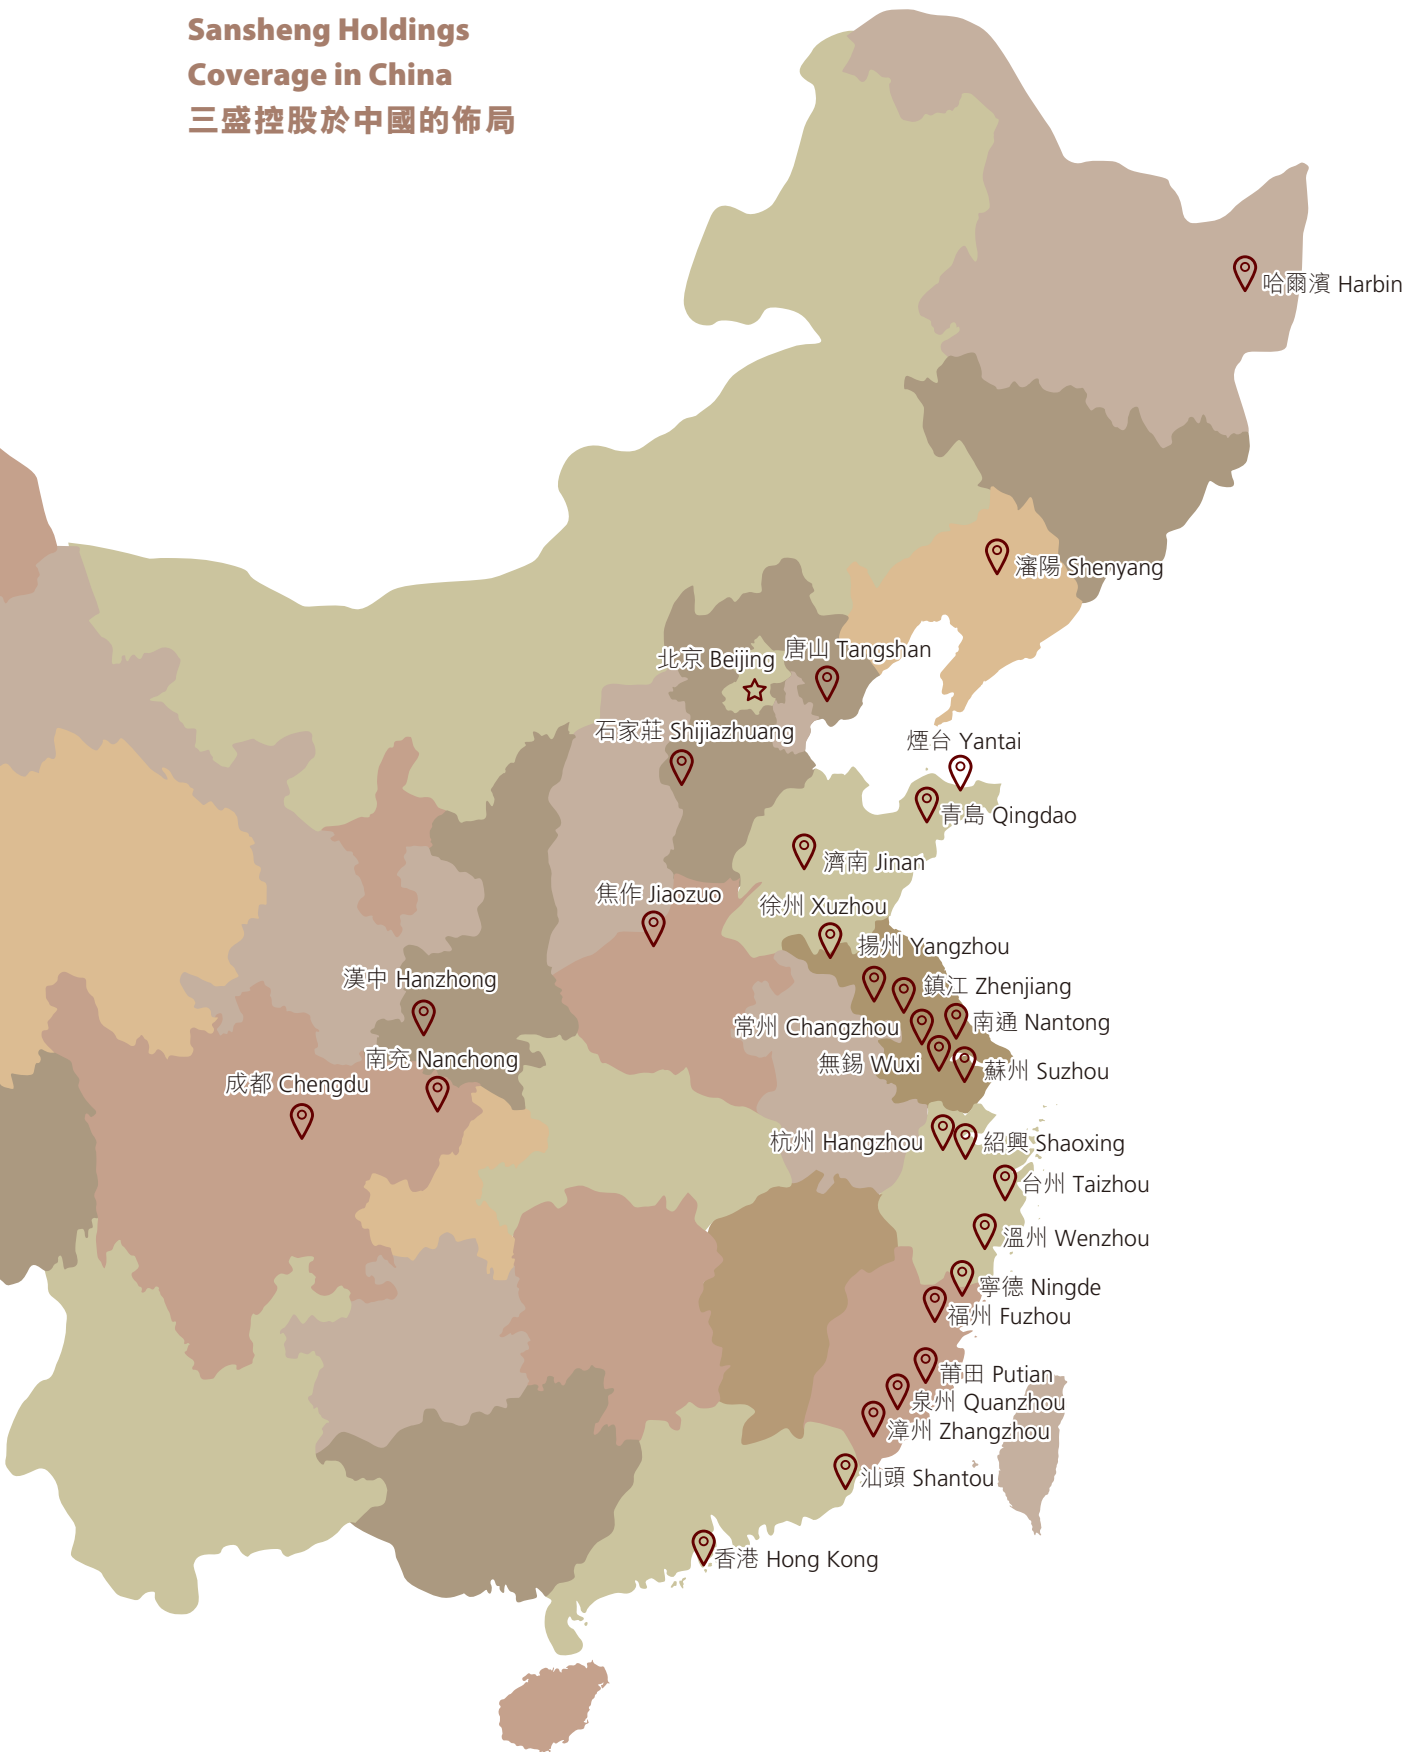 Sansheng Holdings
Coverage in China
三盛控股於中國的佈局
哈爾濱 Harbin
瀋陽 Shenyang
唐山 Tangshan
北京 Beijing
石家莊 Shijiazhuang
煙台 Yantai
青島 Qingdao
濟南 Jinan
焦作 Jiaozuo
徐州 Xuzhou
揚州 Yangzhou
漢中 Hanzhong
鎮江 Zhenjiang
南通 Nantong
常州 Changzhou
南充 Nanchong
無錫 Wuxi
蘇州 Suzhou
成都 Chengdu
杭州 Hangzhou
紹興 Shaoxing
台州 Taizhou
溫州 Wenzhou
寧德 Ningde
福州 Fuzhou
莆田 Putian
泉州 Quanzhou
漳州 Zhangzhou
汕頭 Shantou
香港 Hong Kong